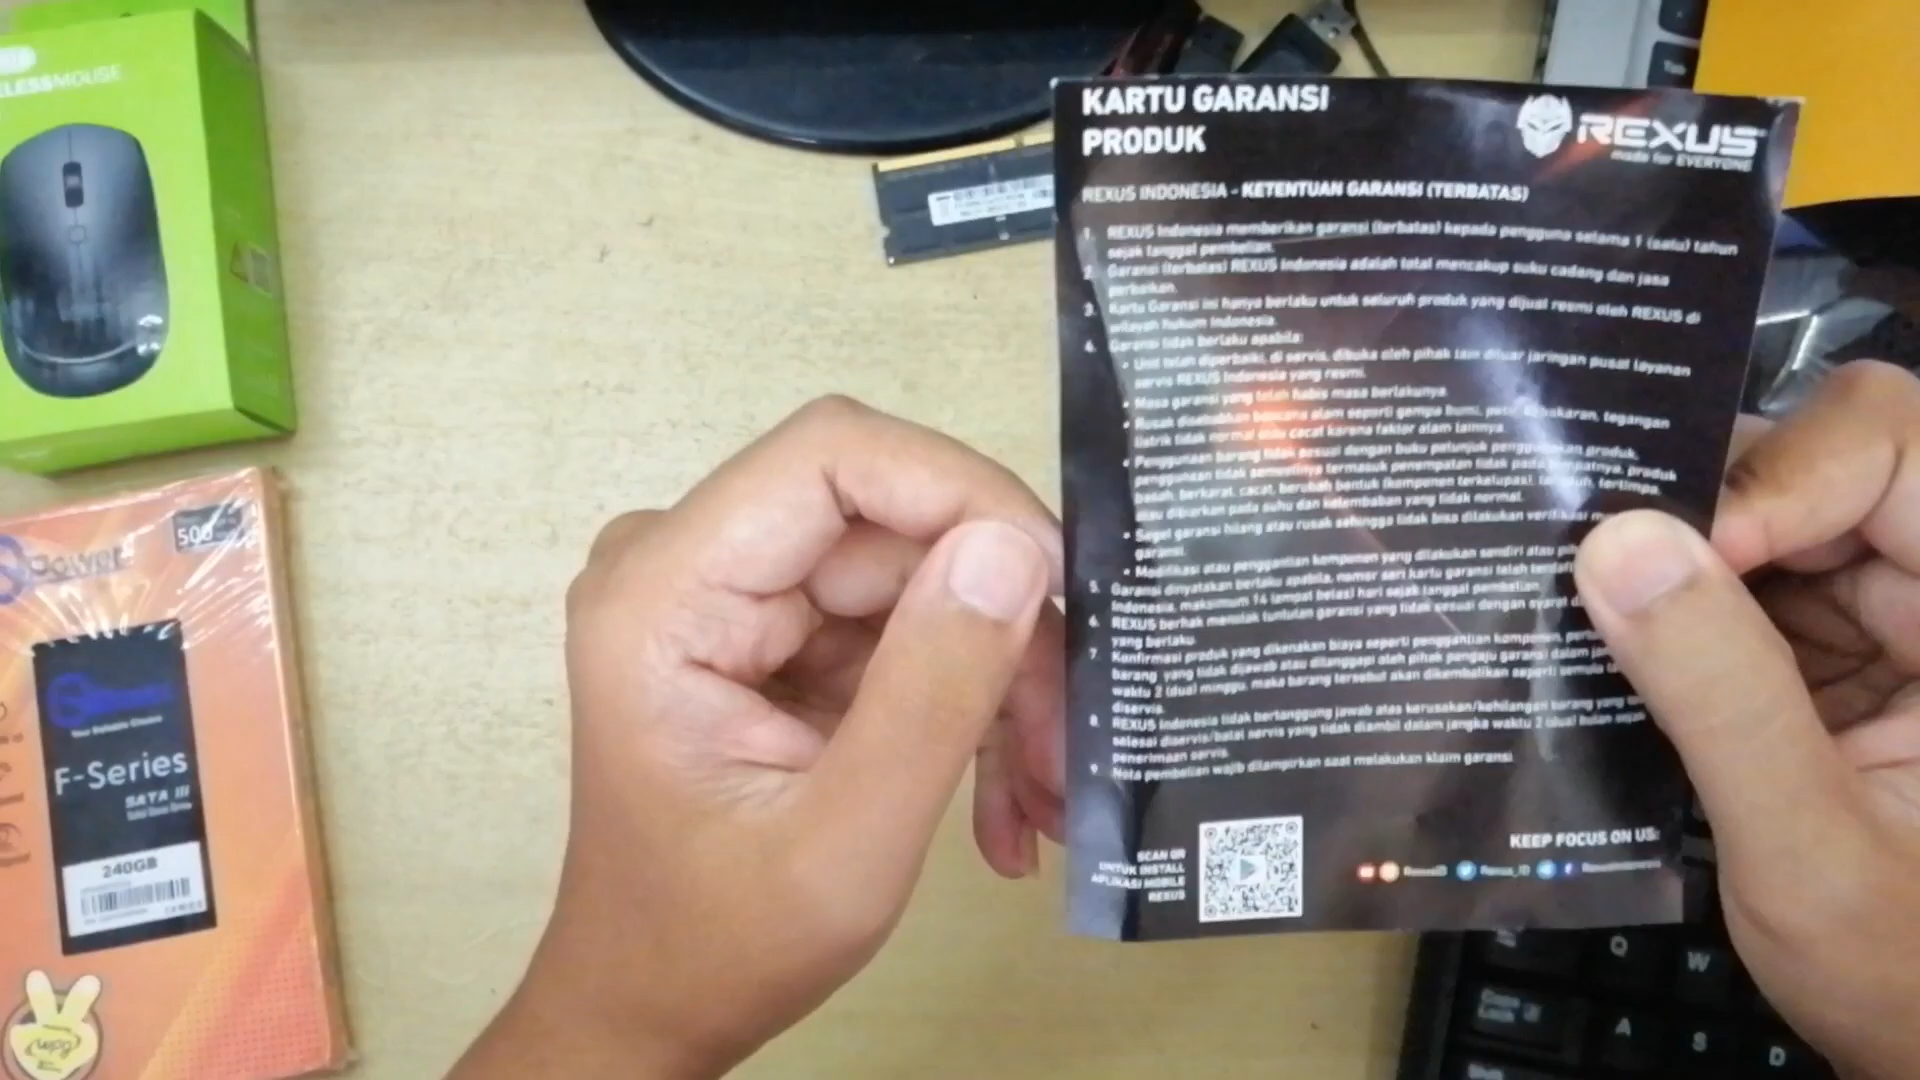 KARTU GARANSI
PRODUK
REXUS
made for EVERYONE
REXUS INDONESIA - KETENTUAN GARANSI (TERBATAS)
1. REXUS Indonesia memberikan garansi (terbatas) kepada pengguna selama 1 (satu) tahun
sejak tanggal pembelian.
2. Garansi (terbatas) REXUS Indonesia adalah total mencakup suku cadang dan jasa
perbaikan.
3. Kartu Garansi ini hanya berlaku untuk seluruh produk yang dijual resmi oleh REXUS di
wilayah hukum Indonesia.
4. Garansi tidak berlaku apabila:
• Unit telah diperbaiki, di servis, dibuka oleh pihak lain diluar jaringan pusat layanan
servis REXUS Indonesia yang resmi.
• Masa garansi yang telah habis masa berlakunya.
• Rusak disebabkan bencana alam seperti gempa bumi, kebakaran, tegangan
listrik tidak normal atau cacat karena faktor alam lainnya.
• Penggunaan barang tidak sesuai dengan buku petunjuk penggunaan produk,
penggunaan tidak semestinya termasuk penempatan tidak pada tempatnya, produk
basah, berkarat, cacat, berubah bentuk (komponen terkelupas), tertimpa,
atau dibiarkan pada suhu dan kelembaban yang tidak normal.
• Segel garansi hilang atau rusak sehingga tidak bisa dilakukan verifikasi
garansi.
• Modifikasi atau penggantian komponen yang dilakukan sendiri atau
5. Garansi dinyatakan berlaku apabila, nomor seri kartu garansi telah
Indonesia, maksimum 14 (empat belas) hari sejak tanggal pembelian.
6. REXUS berhak menolak tuntutan garansi yang tidak sesuai dengan syarat
yang berlaku.
7. Konfirmasi produk yang dikenakan biaya seperti penggantian komponen,
barang yang tidak dijawab atau ditanggapi oleh pihak pengaju garansi dalam
waktu 2 (dua) minggu, maka barang tersebut akan dikembalikan seperti semula
diservis.
8. REXUS Indonesia tidak bertanggung jawab atas kerusakan/kehilangan barang yang
selesai diservis/batal servis yang tidak diambil dalam jangka waktu 2 (dua) bulan sejak
penerimaan servis.
9. Nota pembelian wajib dilampirkan saat melakukan klaim garansi.
SCAN QR
UNTUK INSTALL
APLIKASI MOBILE
REXUS
KEEP FOCUS ON US:
RexusID
Rexus_ID
ELESSMOUSE
500
Power
Your Reliable Choice
F-Series
SATA III
240GB
wpg
Q
W
Caps
Lock
A
S
D